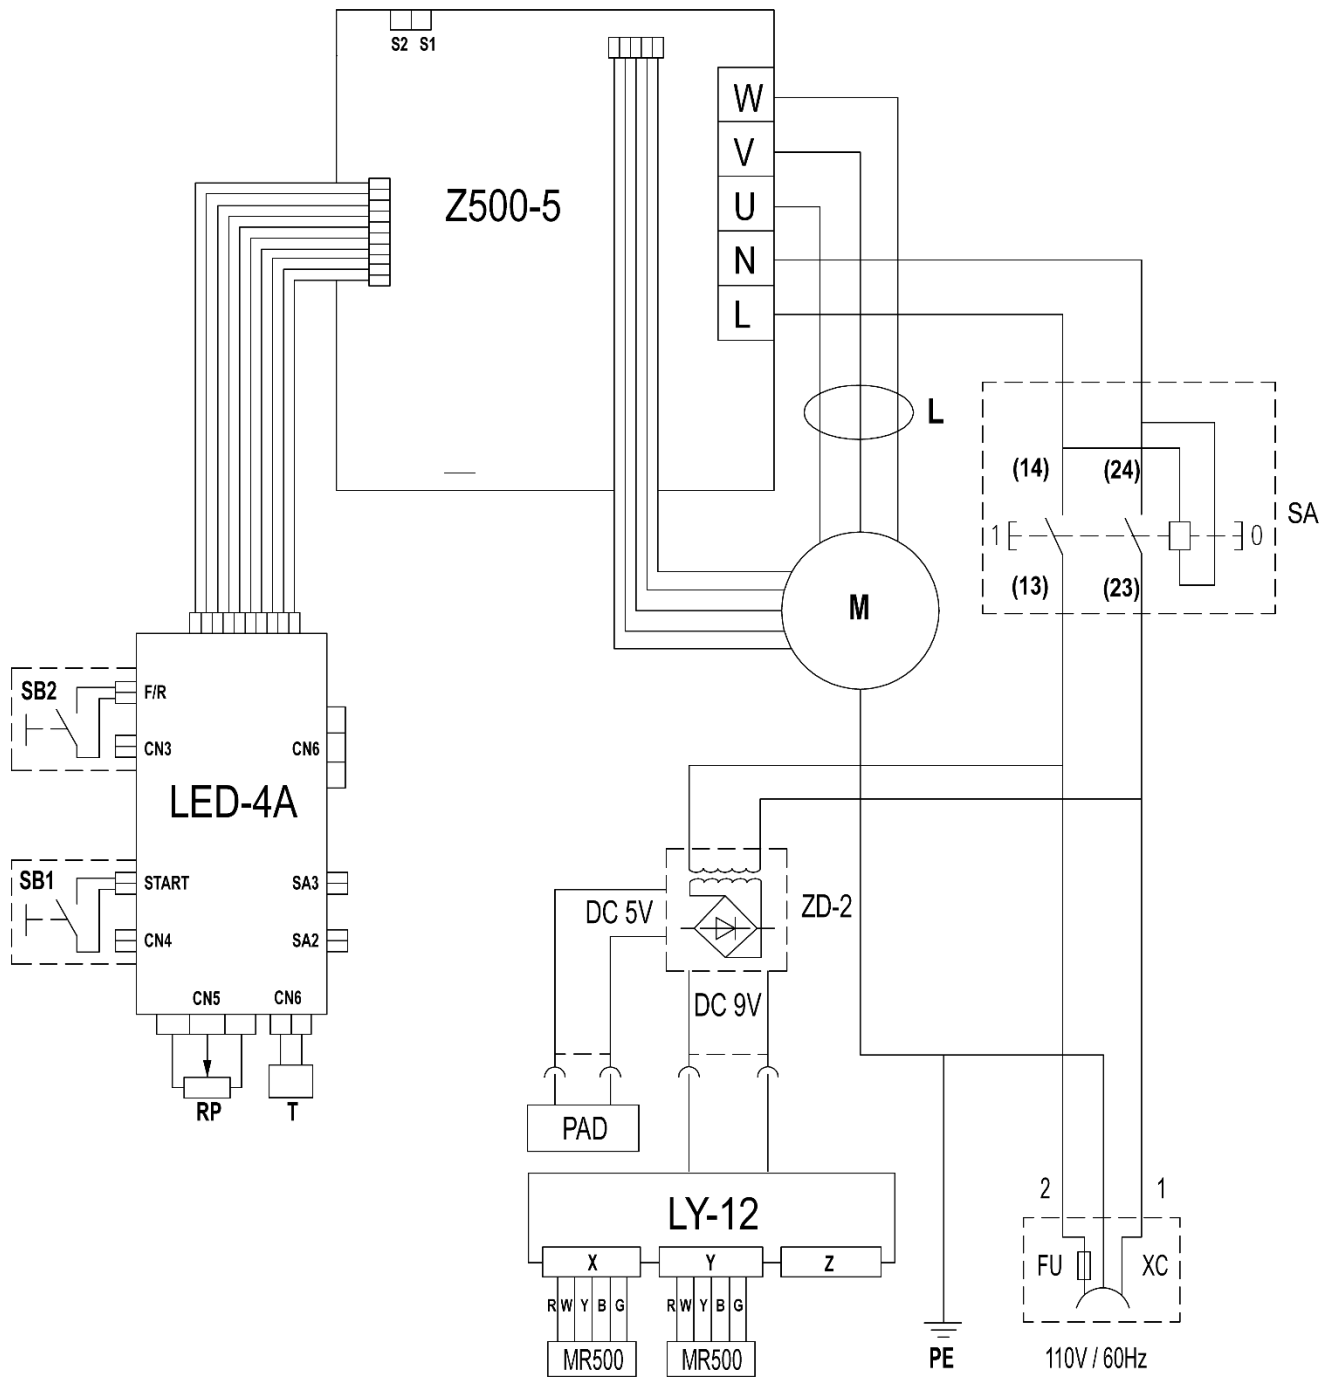 S2 S1
W
V
Z500-5
U
N
L
L
(14) (24)
SA
1 0
(13) (23)
M
SB2
F/R
CN3 CN6
LED-4A
SB1
START SA3
CN4 SA2
ZD-2
DC 5V
CN5 CN6
DC 9V
RP T
PAD
2 1
LY-12
FU XC
X Y Z
R W Y B G R W Y B G
MR500 MR500
PE
110V / 60Hz